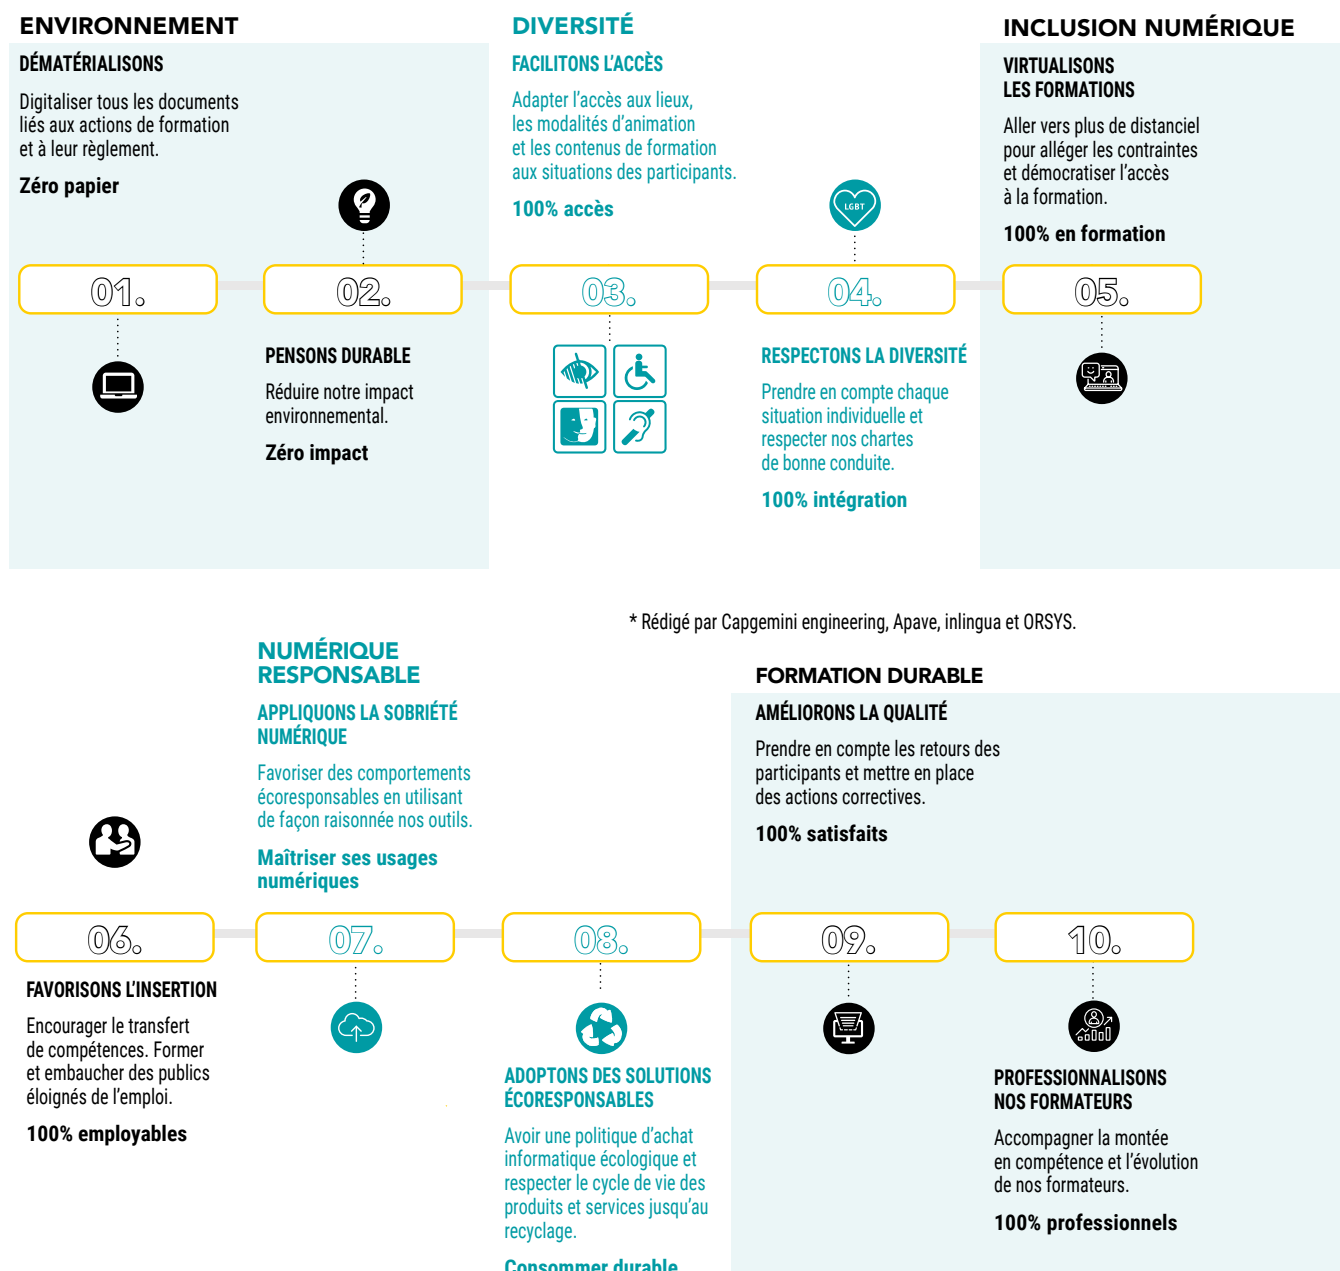 ENVIRONNEMENT
DÉMATÉRIALISONS
Digitaliser tous les documents
liés aux actions de formation
et à leur règlement.
Zéro papier
01.
02.
PENSONS DURABLE
Réduire notre impact
environnemental.
Zéro impact
DIVERSITÉ
FACILITONS L'ACCÈS
Adapter l'accès aux lieux,
les modalités d'animation
et les contenus de formation
aux situations des participants.
100% accès
03.
LGBT
04.
RESPECTONS LA DIVERSITÉ
Prendre en compte chaque
situation individuelle et
respecter nos chartes
de bonne conduite.
100% intégration
INCLUSION NUMÉRIQUE
VIRTUALISONS
LES FORMATIONS
Aller vers plus de distanciel
pour alléger les contraintes
et démocratiser l'accès
à la formation.
100% en formation
05.
* Rédigé par Capgemini engineering, Apave, inlingua et ORSYS.
06.
FAVORISONS L'INSERTION
Encourager le transfert
de compétences. Former
et embaucher des publics
éloignés de l'emploi.
100% employables
NUMÉRIQUE
RESPONSABLE
APPLIQUONS LA SOBRIÉTÉ
NUMÉRIQUE
Favoriser des comportements
écoresponsables en utilisant
de façon raisonnée nos outils.
Maîtriser ses usages
numériques
07.
08.
ADOPTONS DES SOLUTIONS
ÉCORESPONSABLES
Avoir une politique d'achat
informatique écologique et
respecter le cycle de vie des
produits et services jusqu'au
recyclage.
Consommer durable
FORMATION DURABLE
AMÉLIORONS LA QUALITÉ
Prendre en compte les retours des
participants et mettre en place
des actions correctives.
100% satisfaits
09.
10.
PROFESSIONNALISONS
NOS FORMATEURS
Accompagner la montée
en compétence et l'évolution
de nos formateurs.
100% professionnels